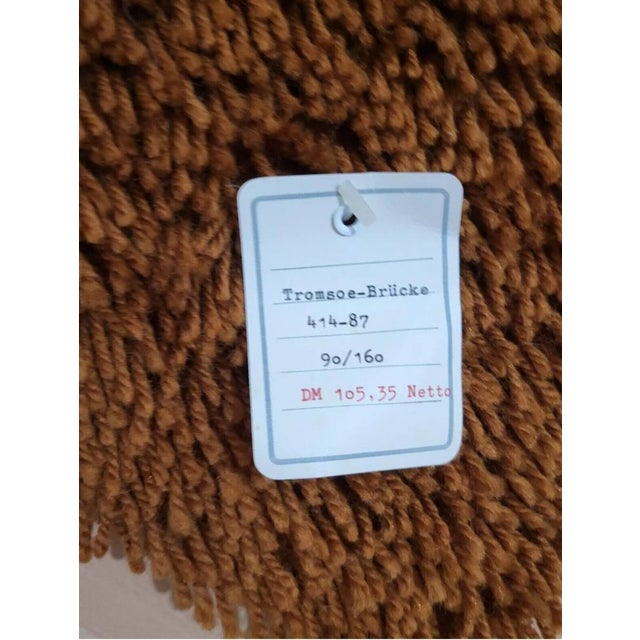 Tromsoe-Brücke
414-87
90/160
DM 105,35 Netto